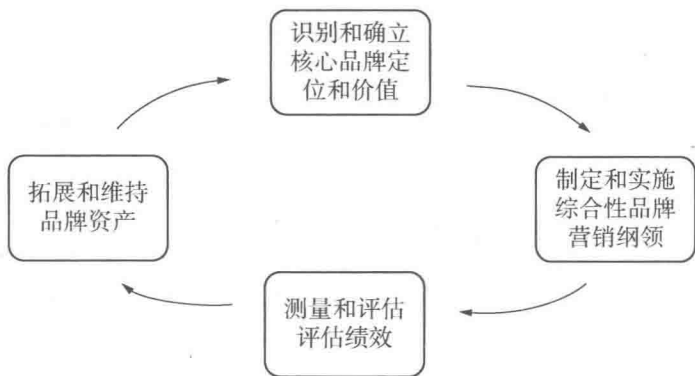 识别和确立
核心品牌定
位和价值
制定和实施
综合性品牌
营销纲领
测量和评估
评估绩效
拓展和维持
品牌资产